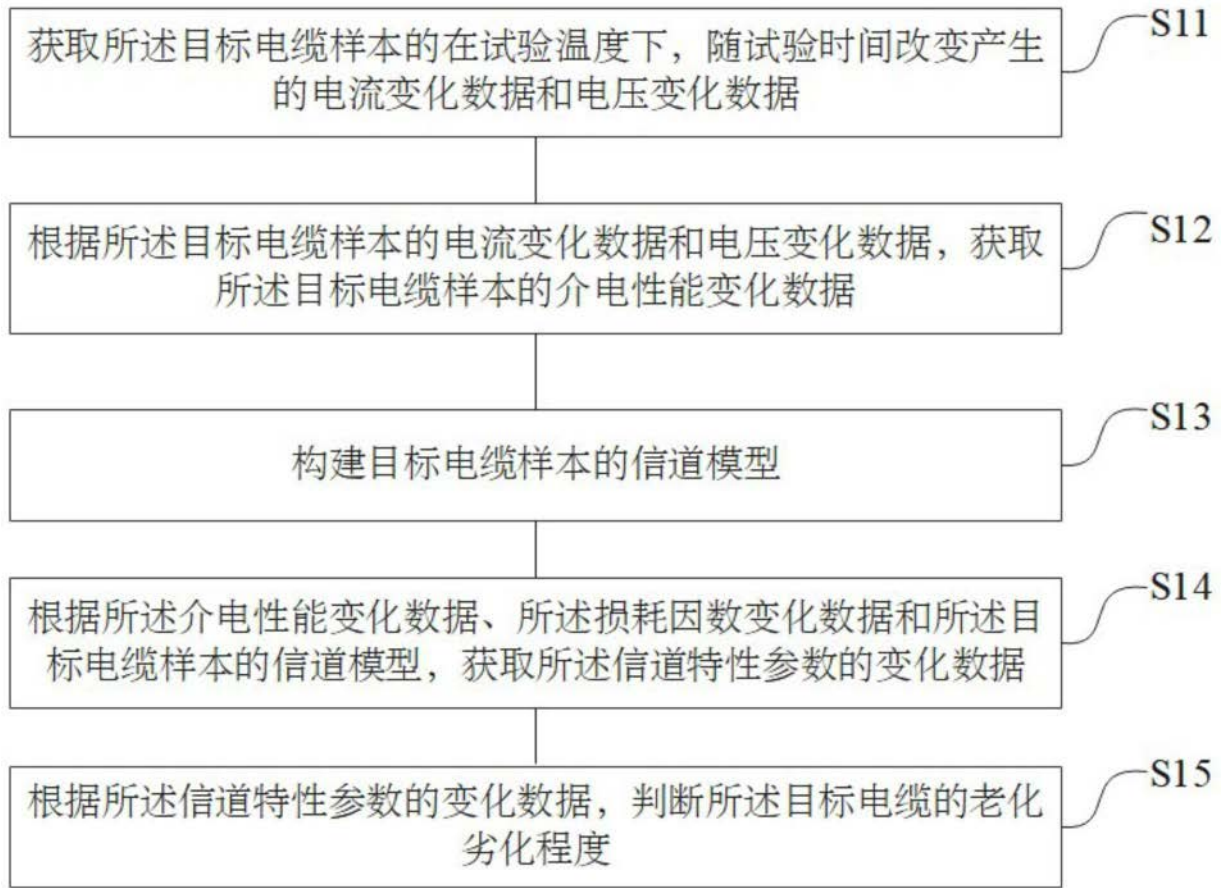 获取所述目标电缆样本的在试验温度下，随试验时间改变产
的电流变化数据和电压变化数据
S11
根据所述目标电缆样本的电流变化数据和电压变化数据，获取
所述目标电缆样本的介电性能变化数据
S12
构建目标电缆样本的信道模型
S13
根据所述介电性能变化数据、所述损耗因数变化数据和所述目
标电缆样本的信道模型，获取所述信道特性参数的变化数据
S14
根据所述信道特性参数的变化数据，判断所述目标电缆的老化
劣化程度
S15